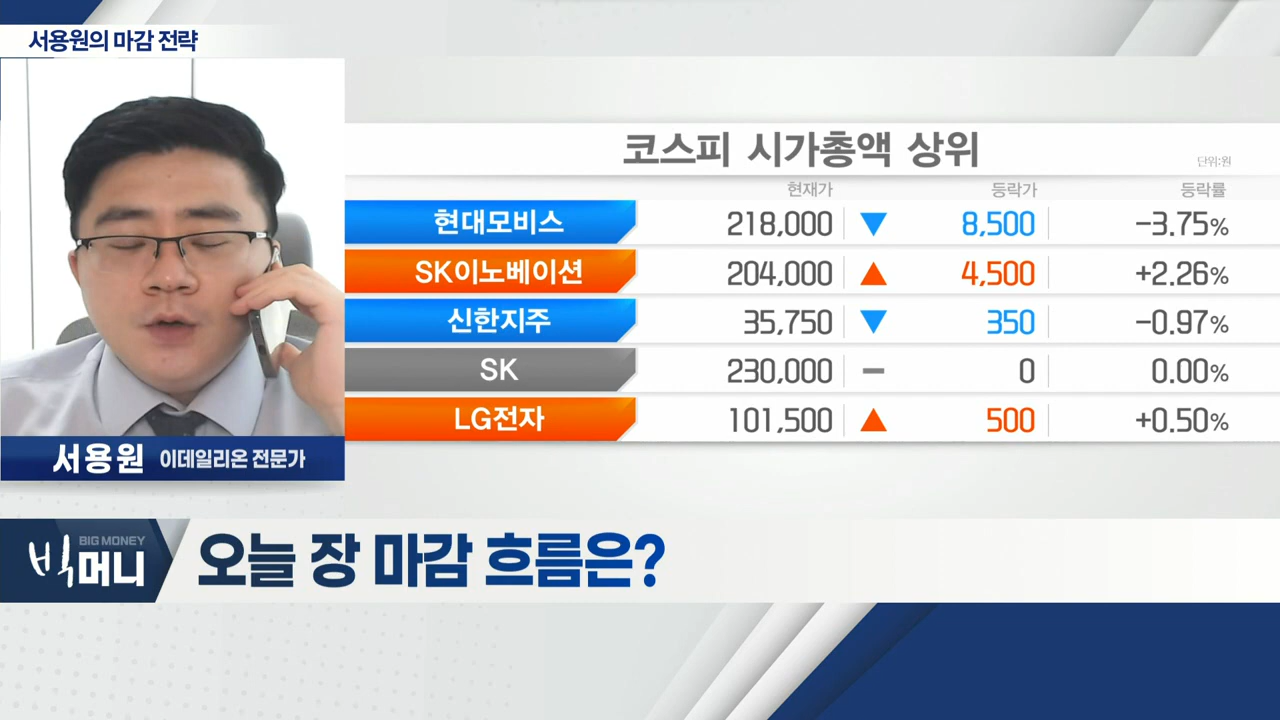 서용원의 마감 전략
코스피 시가총액 상위
단위:원
현재가 등락가 등락률
현대모비스 218,000 ▼ 8,500 -3.75%
SK이노베이션 204,000 ▲ 4,500 +2.26%
신한지주 35,750 ▼ 350 -0.97%
SK 230,000 - 0 0.00%
LG전자 101,500 ▲ 500 +0.50%
서용원 이데일리온 전문가
BIG MONEY
빅머니
오늘 장 마감 흐름은?